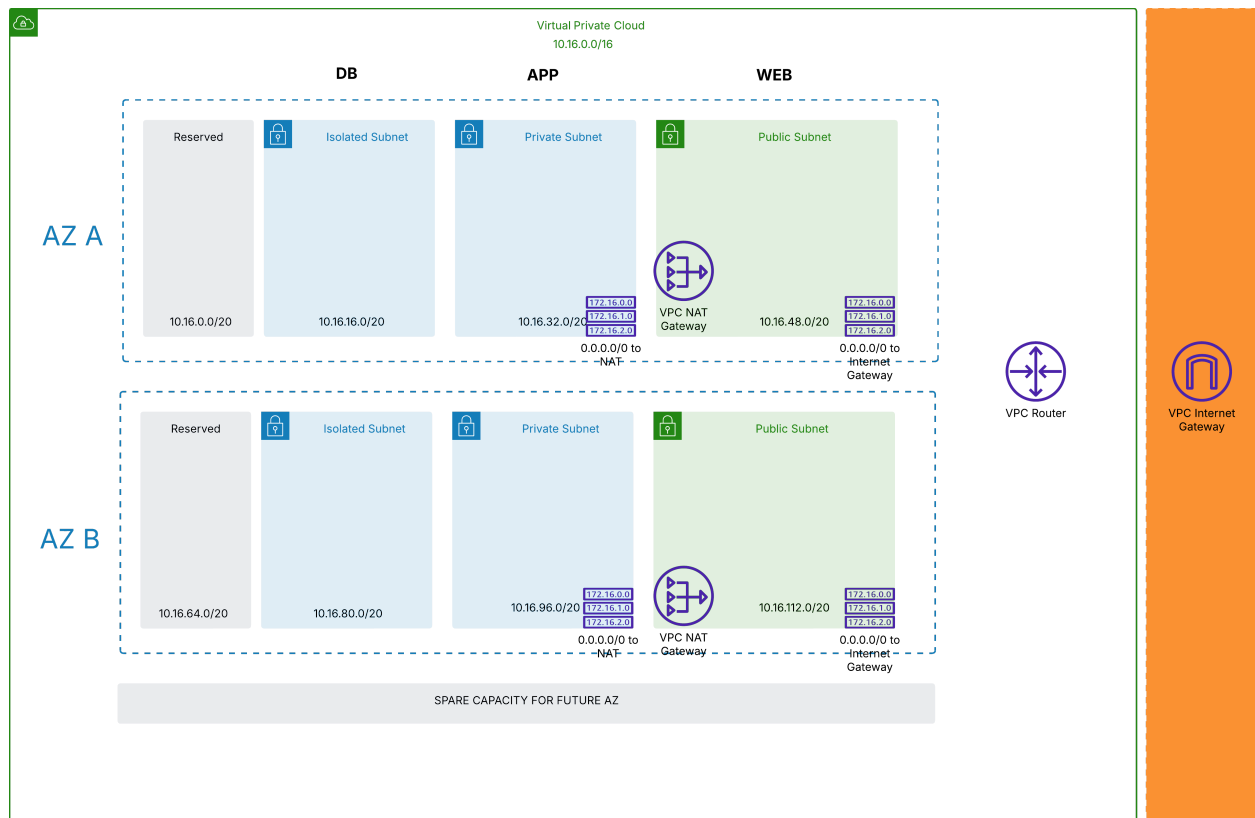 Virtual Private Cloud
10.16.0.0/16
DB
APP
WEB
AZ A
Reserved
10.16.0.0/20
Isolated Subnet
10.16.16.0/20
Private Subnet
10.16.32.0/20
172.16.0.0
172.16.1.0
172.16.2.0
0.0.0.0/0 to
NAT
Public Subnet
VPC NAT
Gateway
10.16.48.0/20
172.16.0.0
172.16.1.0
172.16.2.0
0.0.0.0/0 to
Internet
Gateway
AZ B
Reserved
10.16.64.0/20
Isolated Subnet
10.16.80.0/20
Private Subnet
10.16.96.0/20
172.16.0.0
172.16.1.0
172.16.2.0
0.0.0.0/0 to
NAT
Public Subnet
VPC NAT
Gateway
10.16.112.0/20
172.16.0.0
172.16.1.0
172.16.2.0
0.0.0.0/0 to
Internet
Gateway
SPARE CAPACITY FOR FUTURE AZ
VPC Router
VPC Internet
Gateway